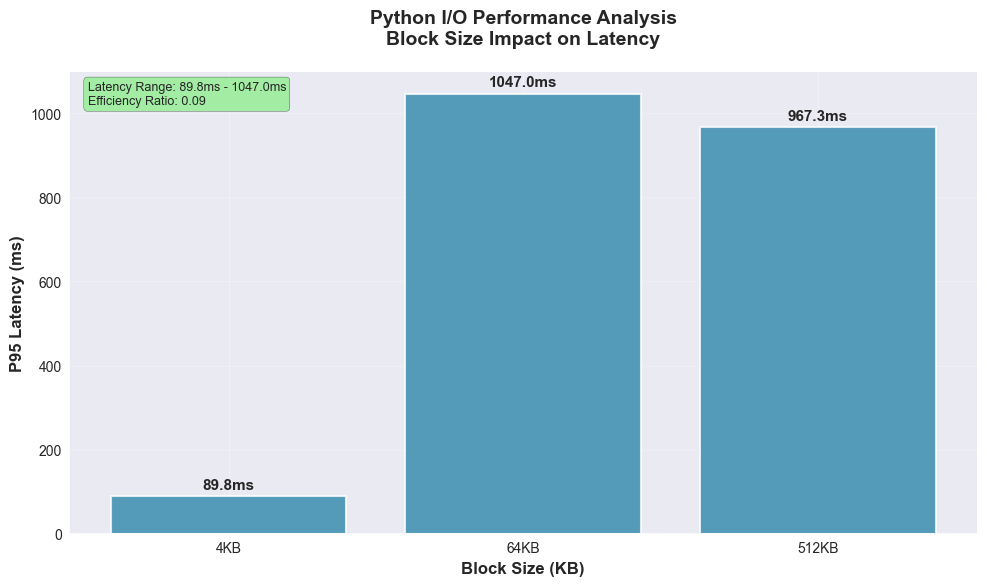 Python I/O Performance Analysis
Block Size Impact on Latency
Latency Range: 89.8ms - 1047.0ms
Efficiency Ratio: 0.09
1047.0ms
967.3ms
89.8ms
P95 Latency (ms)
1000
800
600
400
200
0
4KB
64KB
512KB
Block Size (KB)